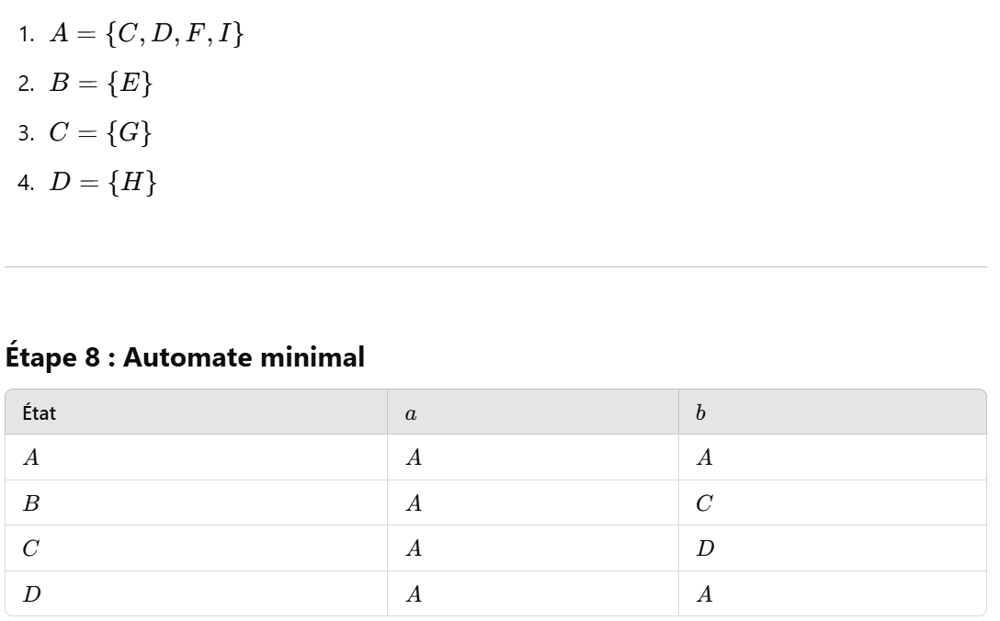 1. A = {C, D, F, I}
2. B = {E}
3. C = {G}
4. D = {H}
Étape 8 : Automate minimal
État a b
A A A
B A C
C A D
D A A